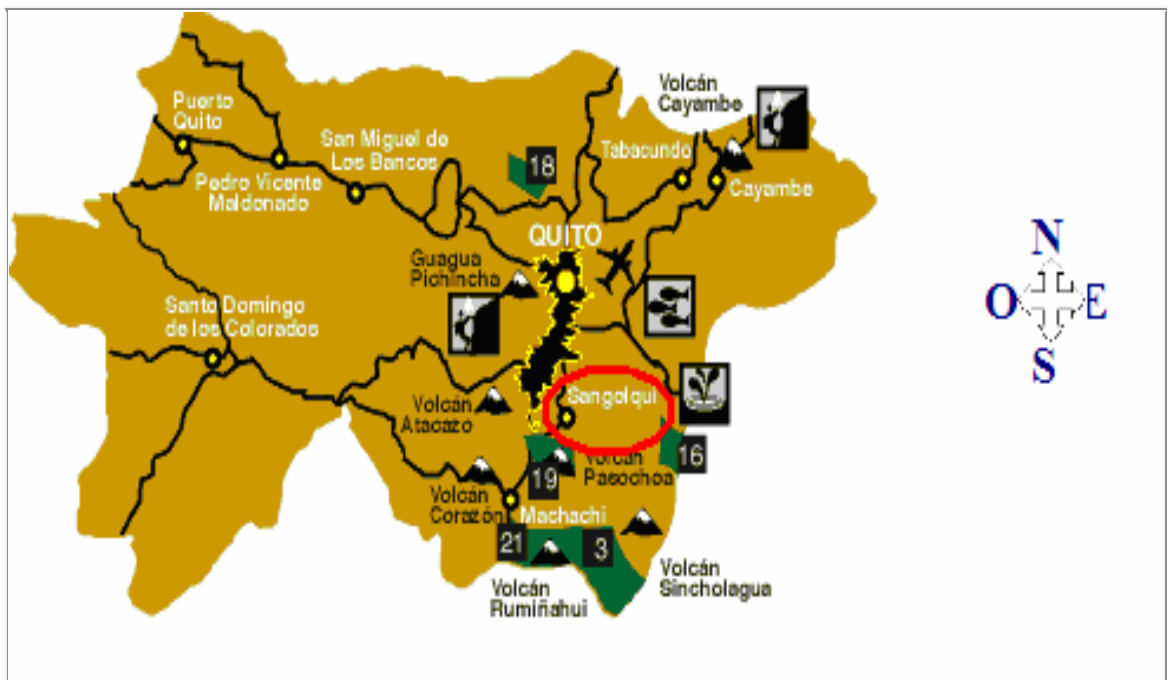 Volcán
Cayambe
Puerto
Quito
San Miguel de
Los Bancos
18
Tabacundo
Pedro Vicente
Maldonado
Cayambe
QUITO
Guagua
Pichincha
N
O
E
S
Santo Domingo
de los Colorados
Sangolqui
Volcán
Atacazo
16
19
Volcán
Pasochoa
Volcán
Corazón
Machachi
21
3
Volcán
Sincholagua
Volcán
Rumiñahui